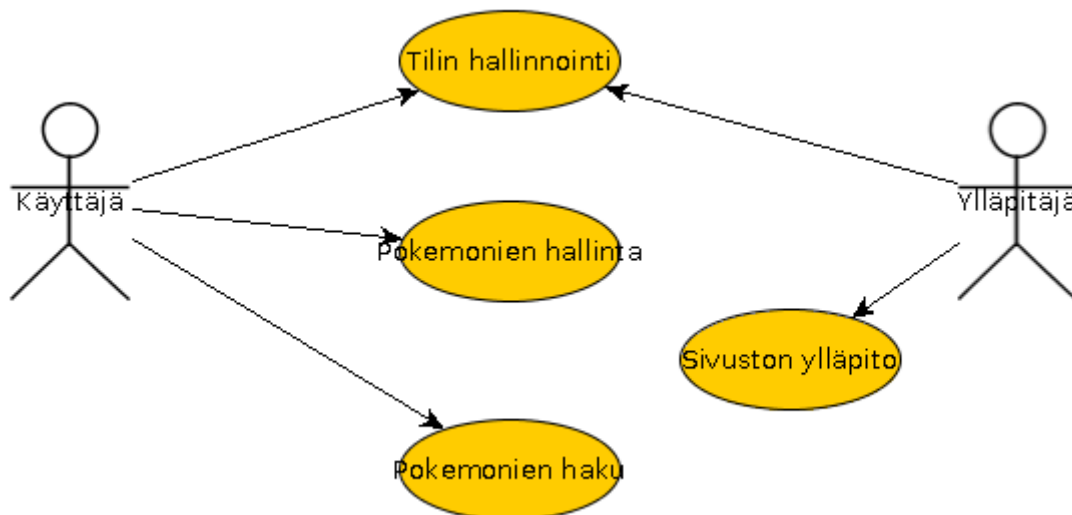 Tilin hallinnointi
Käyttäjä
Ylläpitäjä
Pokemonien hallinta
Sivuston ylläpito
Pokemonien haku